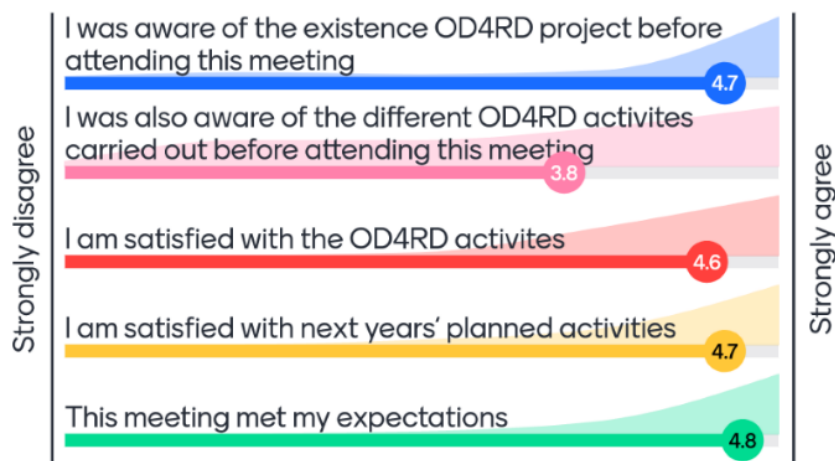 Strongly disagree
I was aware of the existence OD4RD project before
attending this meeting
4.7
I was also aware of the different OD4RD activites
carried out before attending this meeting
3.8
I am satisfied with the OD4RD activites
4.6
I am satisfied with next years’ planned activities
4.7
This meeting met my expectations
4.8
Strongly agree